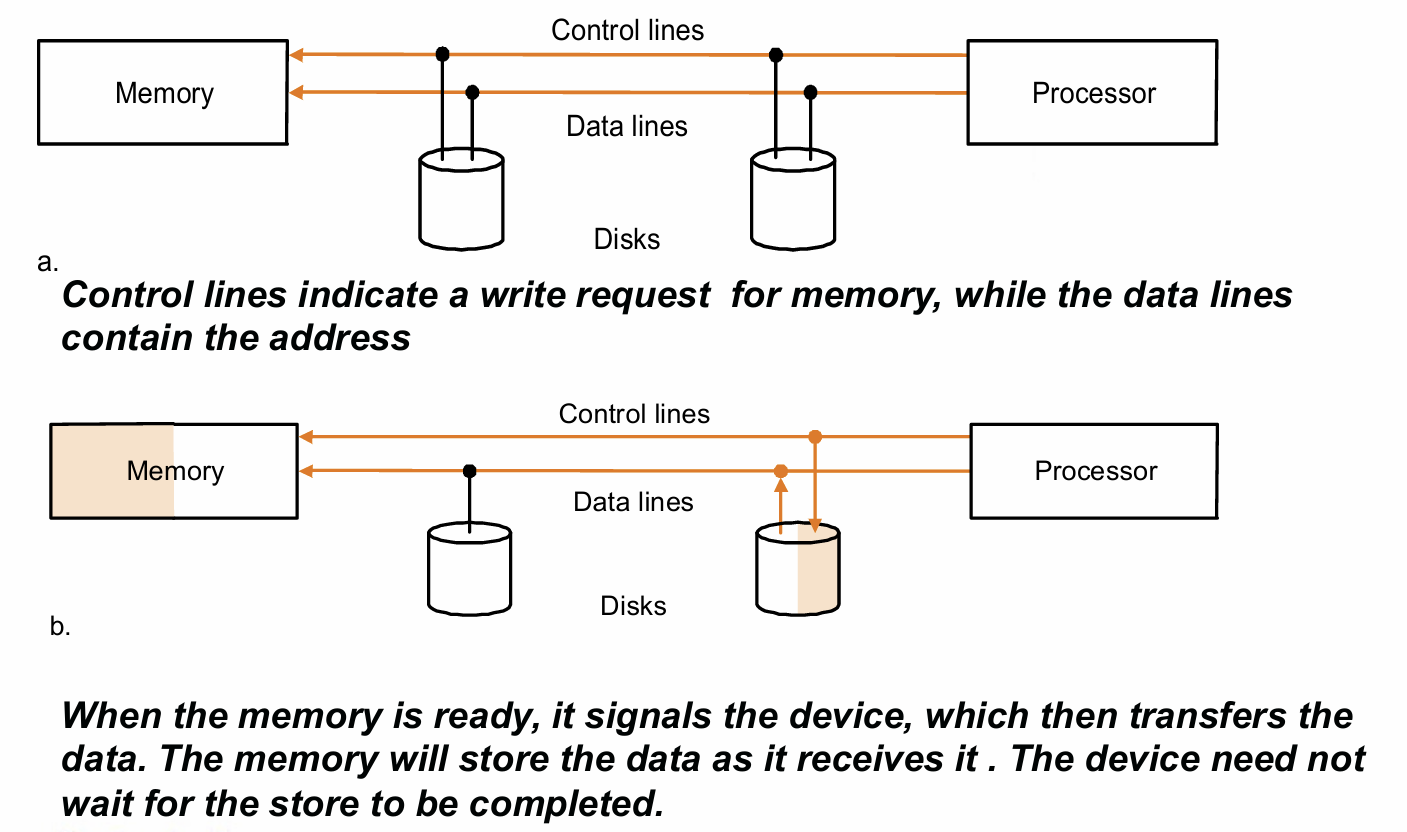 Control lines
Memory
Processor
Data lines
Disks
a.
Control lines indicate a write request for memory, while the data lines
contain the address
Control lines
Memory
Processor
Data lines
Disks
b.
When the memory is ready, it signals the device, which then transfers the
data. The memory will store the data as it receives it . The device need not
wait for the store to be completed.